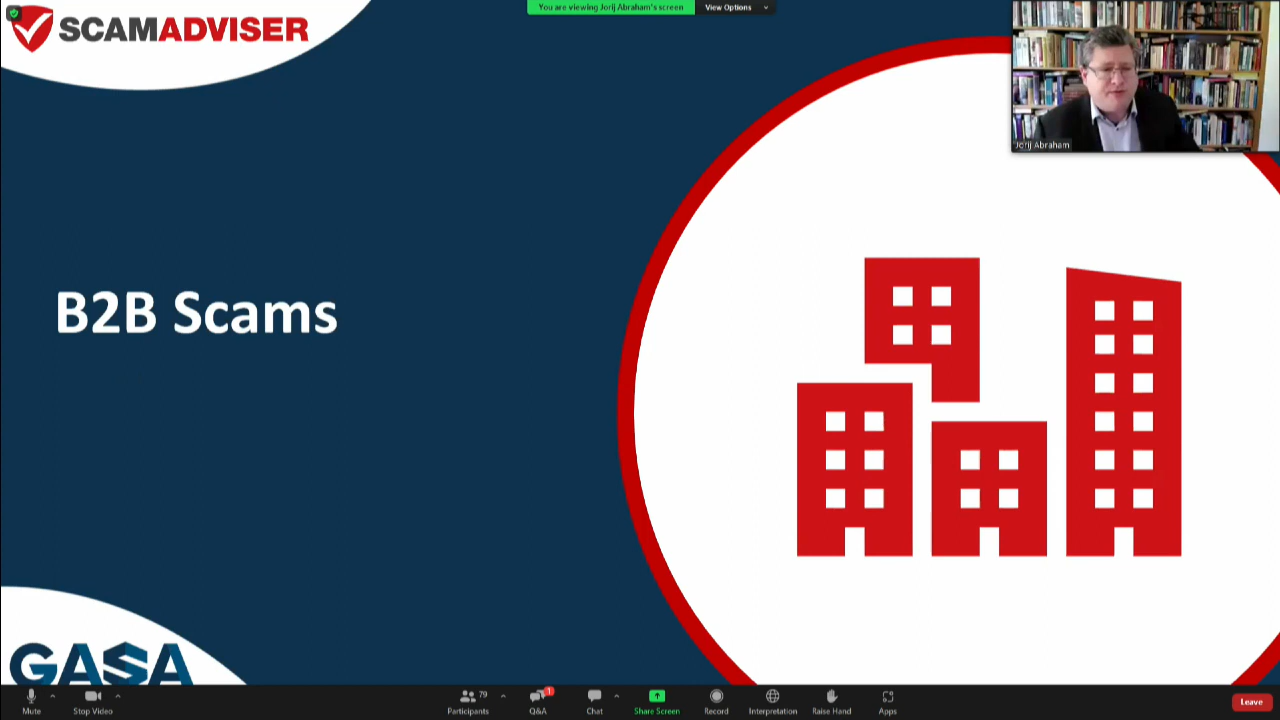 You are viewing Jorij Abraham's screen
View Options
SCAMADVISER
Jorij Abraham
B2B Scams
GASA
Mute
Stop Video
79
Participants
1
Q&A
Chat
Share Screen
Record
Interpretation
Raise Hand
Apps
Leave